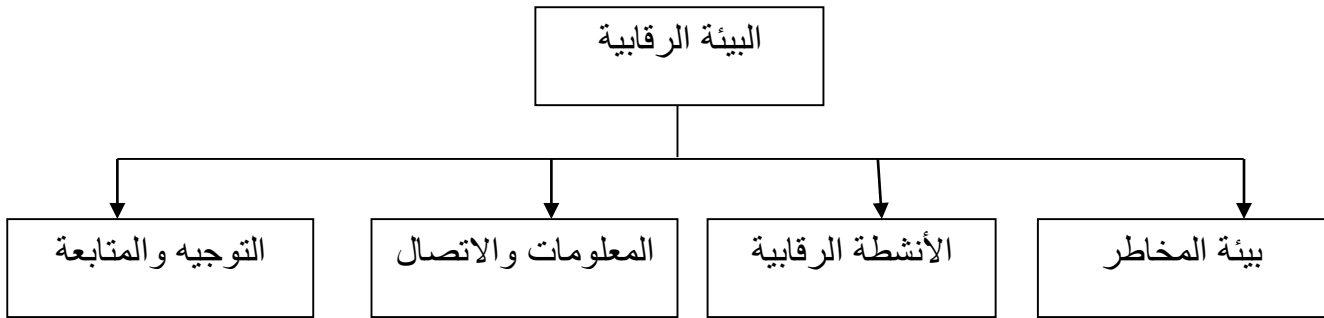 البيئة الرقابية
بيئة المخاطر
الأنشطة الرقابية
المعلومات والاتصال
التوجيه والمتابعة